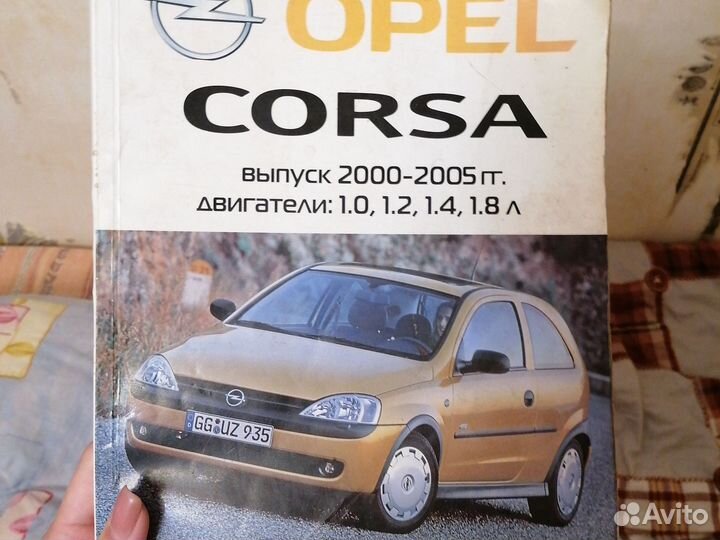 OPEL
CORSA
выпуск 2000-2005 гг.
двигатели: 1.0, 1.2, 1.4, 1.8 л
GG UZ 935
Avito